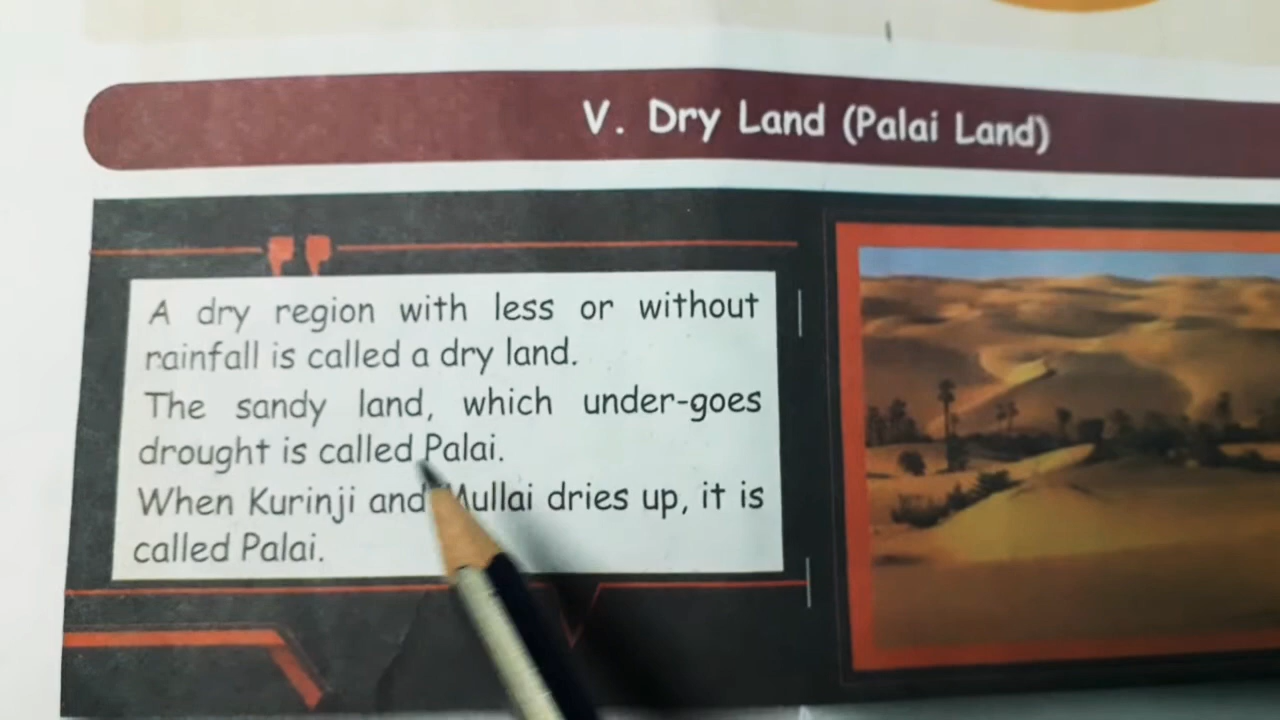 V. Dry Land (Palai Land)
A dry region with less or without
rainfall is called a dry land.
The sandy land, which under-goes
drought is called Palai.
When Kurinji and Mullai dries up, it is
called Palai.